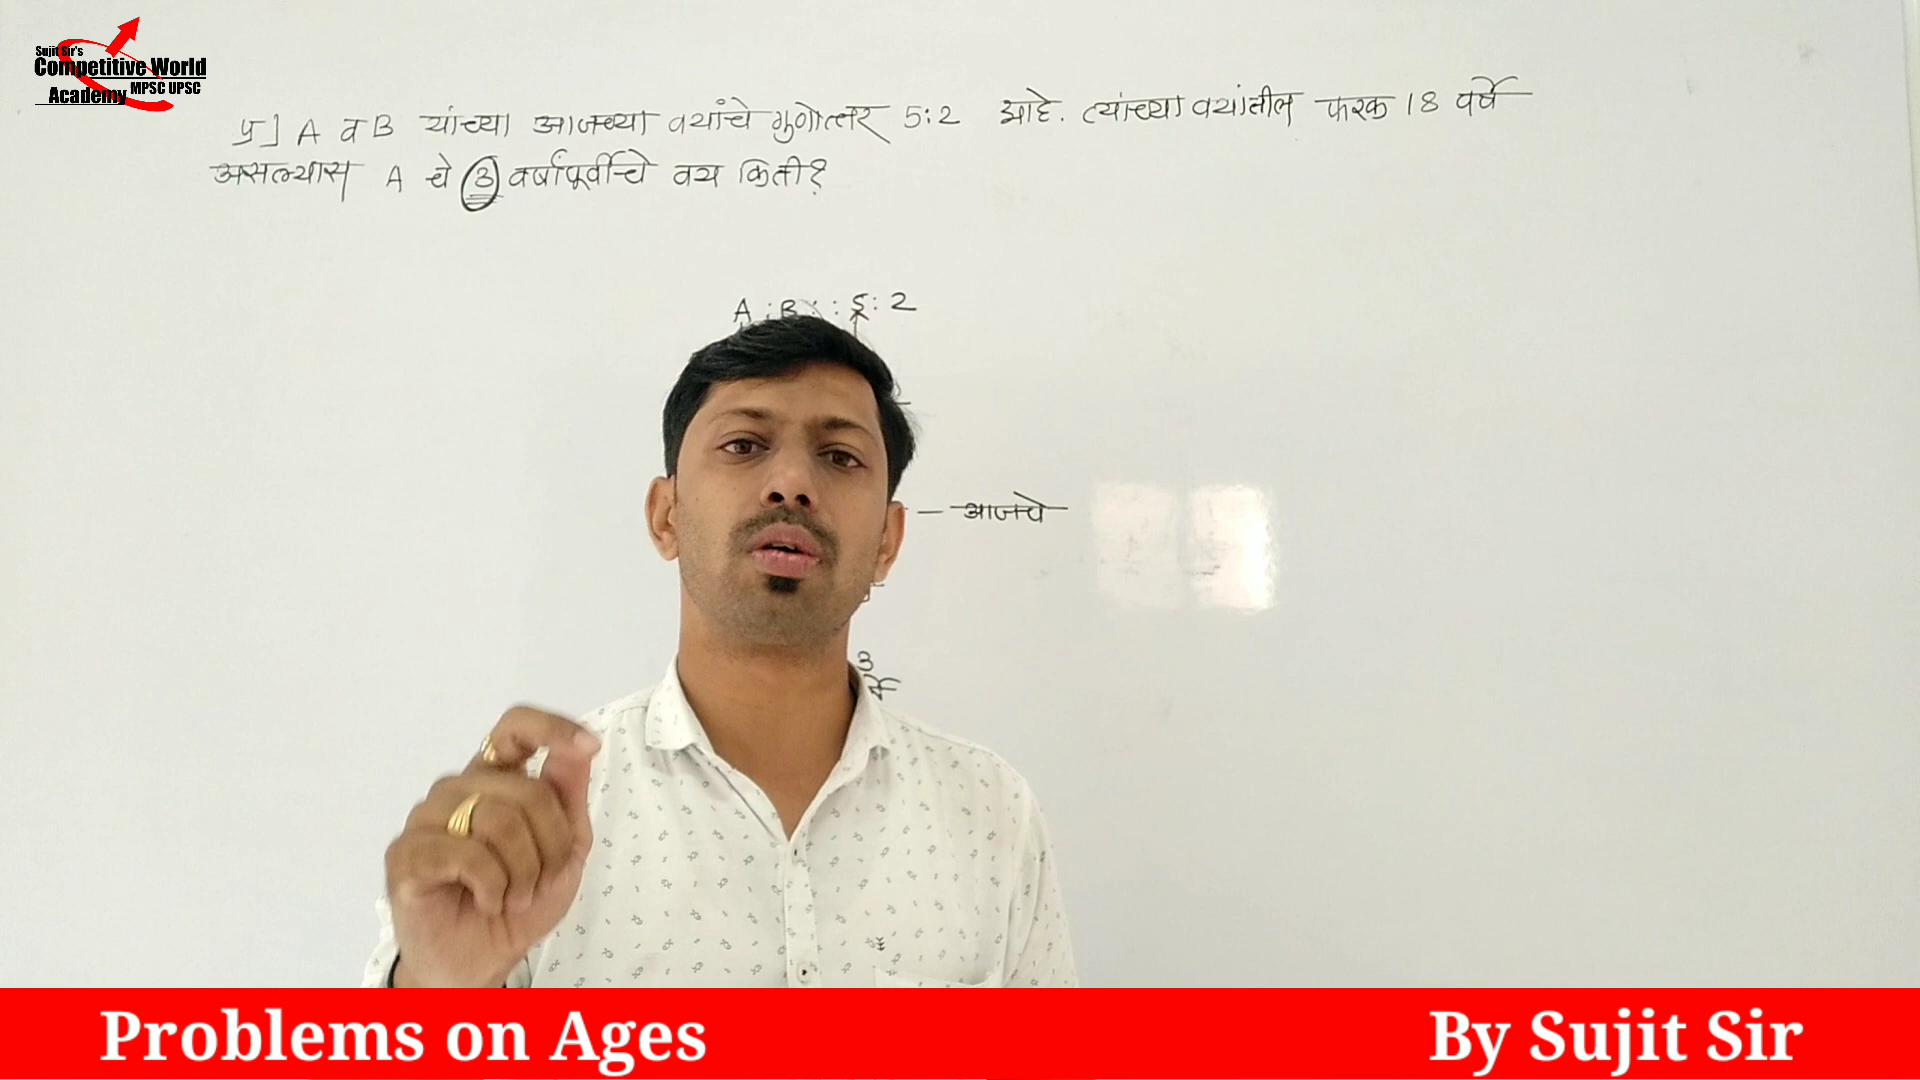 Sujit Sir's
Competitive World
Academy MPSC UPSC
प्र] A व B यांच्या आजच्या वयांचे गुणोत्तर 5:2 आहे. त्यांच्या वयांतील फरक 18 वर्षे
असल्यास A चे 3 वर्षांपूर्वीचे वय किती?
A : B : : 5 : 2
— आजचे
3
Problems on Ages
By Sujit Sir